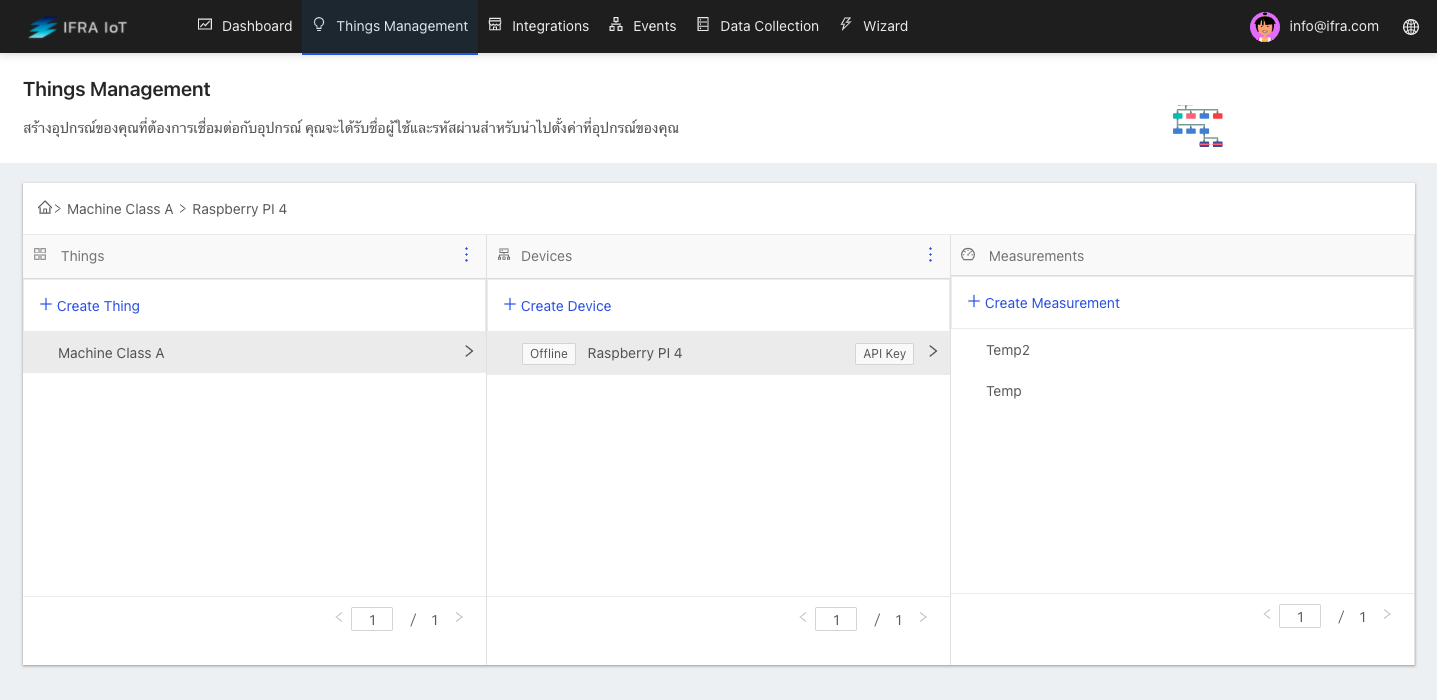 IFRA IoT
Dashboard
Things Management
Integrations
Events
Data Collection
Wizard
info@ifra.com
Things Management
สร้างอุปกรณ์ของคุณที่ต้องการเชื่อมต่อกับอุปกรณ์ คุณจะได้รับชื่อผู้ใช้และรหัสผ่านสำหรับนำไปตั้งค่าที่อุปกรณ์ของคุณ
> Machine Class A > Raspberry PI 4
Things
Devices
Measurements
+ Create Thing
+ Create Device
+ Create Measurement
Machine Class A
Offline Raspberry PI 4 API Key
Temp2
Temp
< 1 / 1 >
< 1 / 1 >
< 1 / 1 >